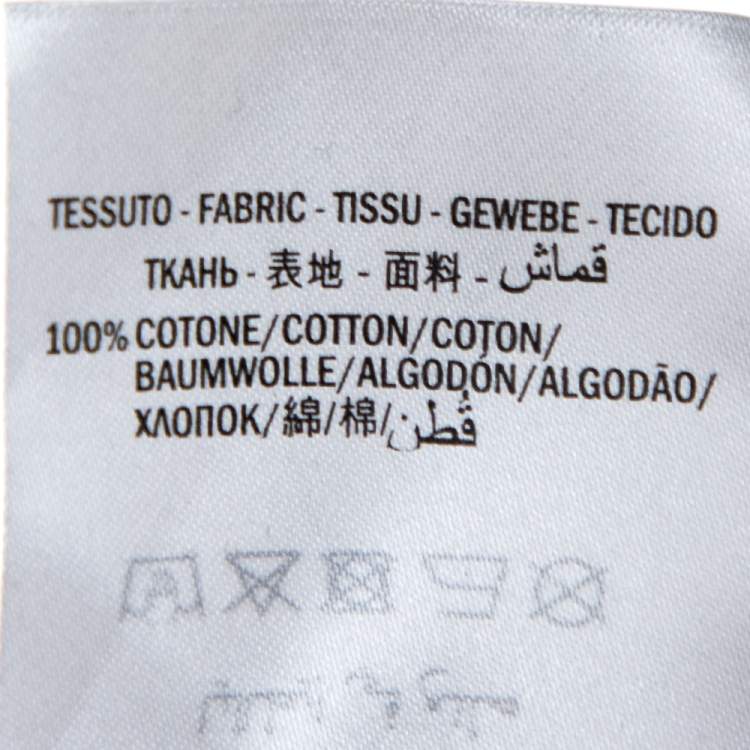 TESSUTO - FABRIC - TISSU - GEWEBE - TECIDO
ТКАНЬ - 表地 - 面料 - قماش
100% COTONE/COTTON/COTON/
BAUMWOLLE/ALGODÓN/ALGODÃO/
ХЛОПОК/綿/棉/قطن